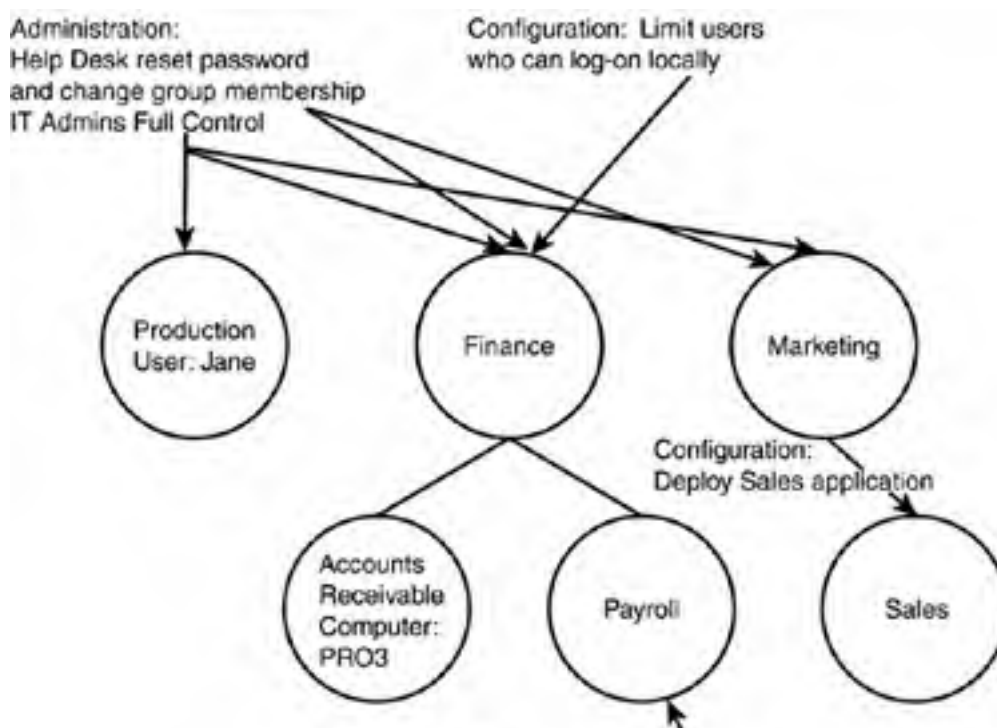 Administration:
Help Desk reset password
and change group membership
IT Admins Full Control
Configuration: Limit users
who can log-on locally
Production
User: Jane
Finance
Marketing
Configuration:
Deploy Sales application
Accounts
Receivable
Computer:
PRO3
Payroll
Sales